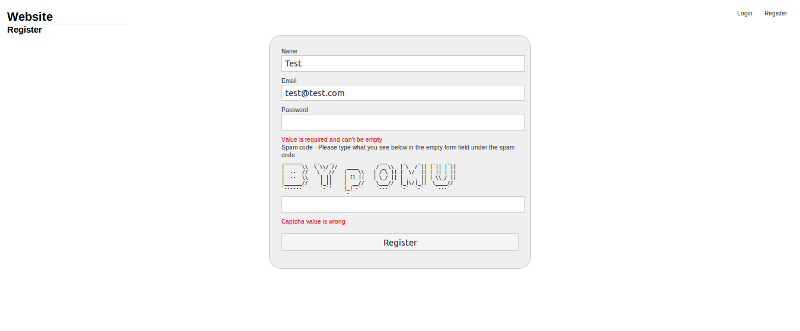 Website
Register
Login Register
Name
Test
Email
test@test.com
Password
Value is required and can't be empty
Spam code - Please type what you see below in the empty form field under the spam
code.
Captcha value is wrong
Register